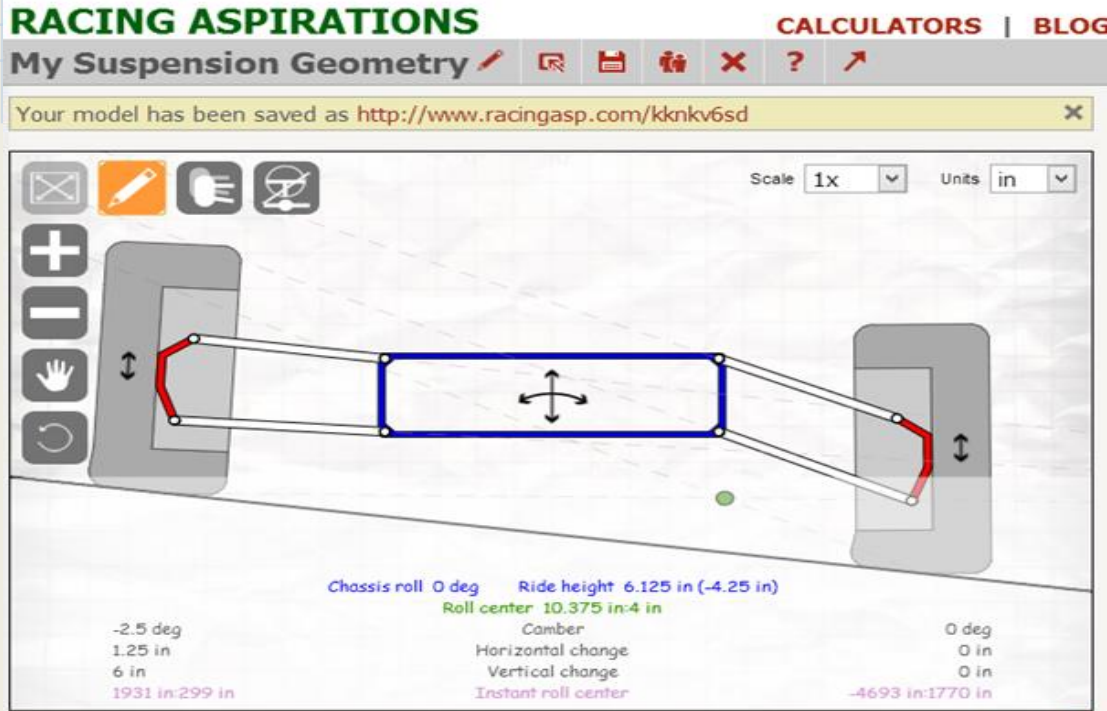 RACING ASPIRATIONS
CALCULATORS | BLOG
My Suspension Geometry ?
Your model has been saved as http://www.racingasp.com/kknkv6sd
Scale 1x Units in
Chassis roll 0 deg Ride height 6.125 in (-4.25 in)
Roll center 10.375 in:4 in
-2.5 deg Camber 0 deg
1.25 in Horizontal change 0 in
6 in Vertical change 0 in
1931 in:299 in Instant roll center -4693 in:1770 in